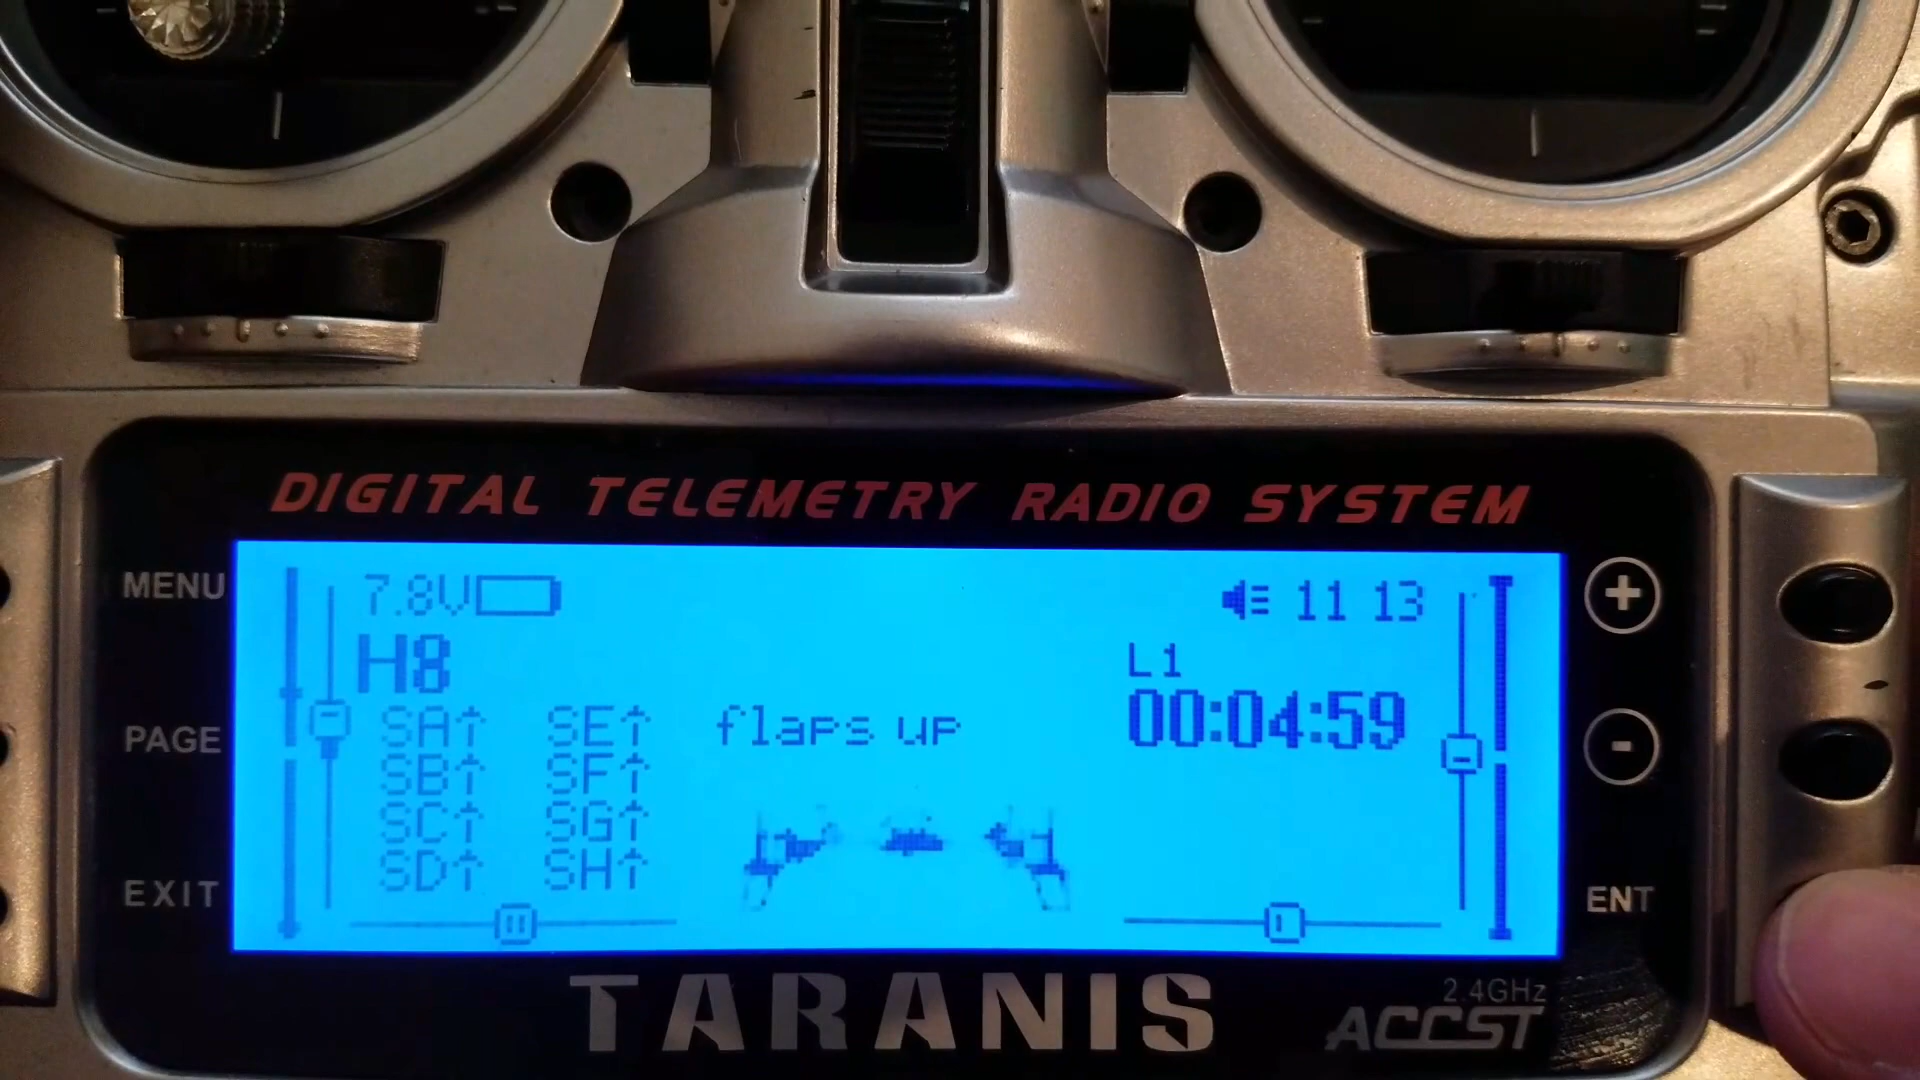 DIGITAL TELEMETRY RADIO SYSTEM
MENU
PAGE
EXIT
7.8V
H8
SA↑ SE↑
SB↑ SF↑
SC↑ SG↑
SD↑ SH↑
flaps up
11 13
L1
00:04:59
+
-
ENT
TARANIS
2.4GHz
ACCST